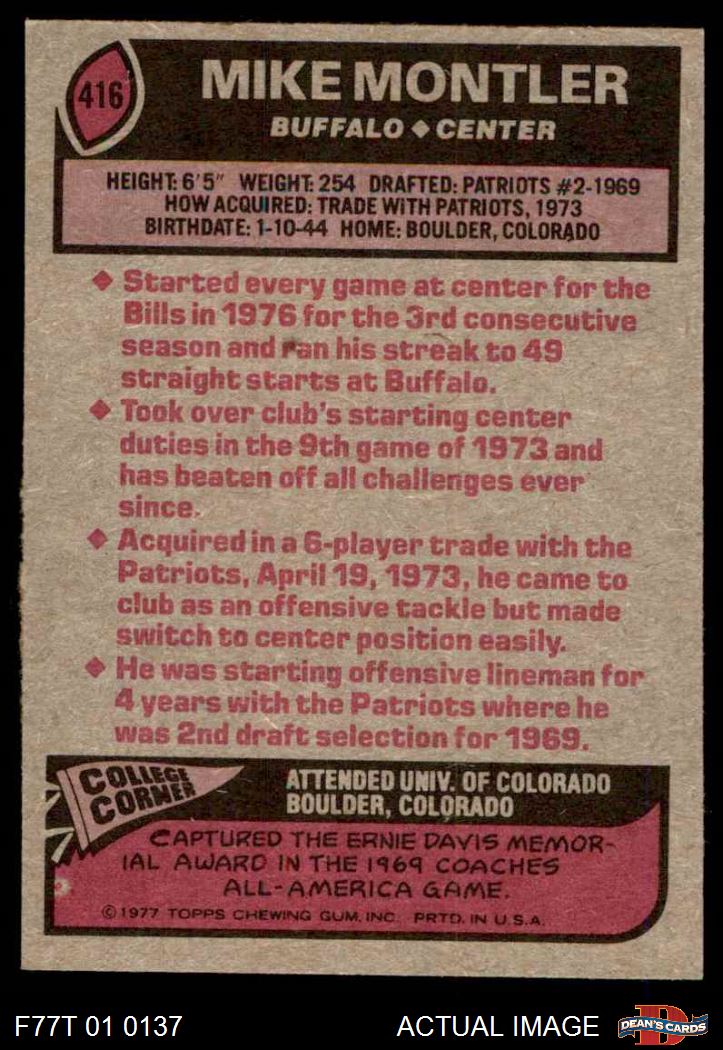 416
MIKE MONTLER
BUFFALO ◆ CENTER
HEIGHT: 6'5" WEIGHT: 254 DRAFTED: PATRIOTS #2-1969
HOW ACQUIRED: TRADE WITH PATRIOTS, 1973
BIRTHDATE: 1-10-44 HOME: BOULDER, COLORADO
◆ Started every game at center for the
Bills in 1976 for the 3rd consecutive
season and ran his streak to 49
straight starts at Buffalo.
◆ Took over club's starting center
duties in the 9th game of 1973 and
has beaten off all challenges ever
since.
◆ Acquired in a 6-player trade with the
Patriots, April 19, 1973, he came to
club as an offensive tackle but made
switch to center position easily.
◆ He was starting offensive lineman for
4 years with the Patriots where he
was 2nd draft selection for 1969.
COLLEGE
CORNER
ATTENDED UNIV. OF COLORADO
BOULDER, COLORADO
CAPTURED THE ERNIE DAVIS MEMOR-
IAL AWARD IN THE 1969 COACHES
ALL-AMERICA GAME.
©1977 TOPPS CHEWING GUM, INC. PRTD. IN U.S.A.
F77T 01 0137
ACTUAL IMAGE
D
DEAN'S CARDS